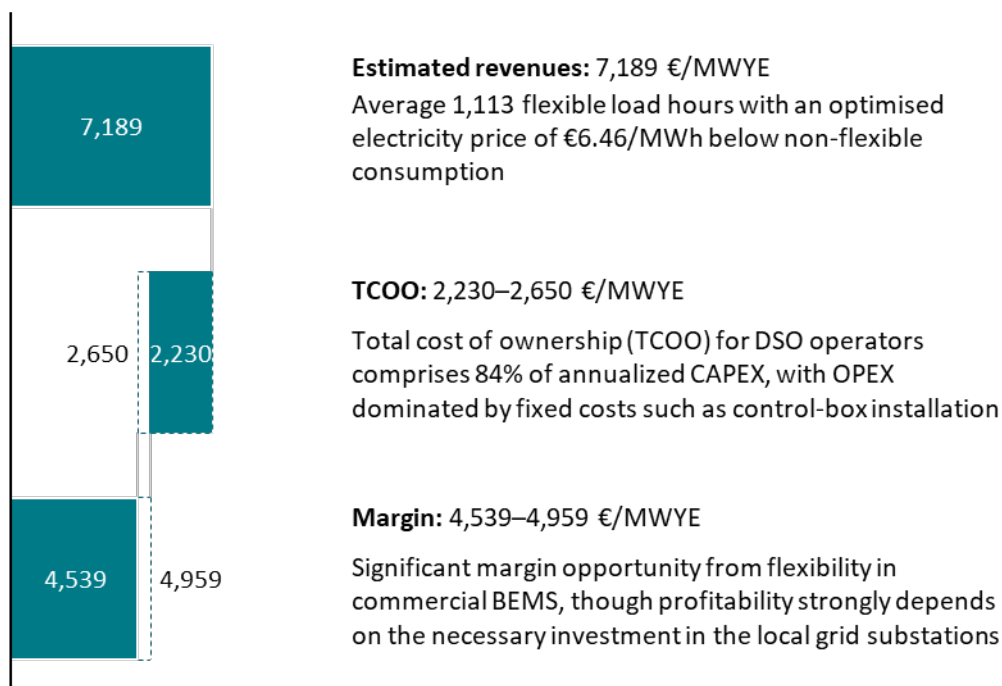 7,189
Estimated revenues: 7,189 €/MWYE
Average 1,113 flexible load hours with an optimised
electricity price of €6.46/MWh below non-flexible
consumption
2,650
2,230
TCOO: 2,230–2,650 €/MWYE
Total cost of ownership (TCOO) for DSO operators
comprises 84% of annualized CAPEX, with OPEX
dominated by fixed costs such as control-box installation
4,539
4,959
Margin: 4,539–4,959 €/MWYE
Significant margin opportunity from flexibility in
commercial BEMS, though profitability strongly depends
on the necessary investment in the local grid substations